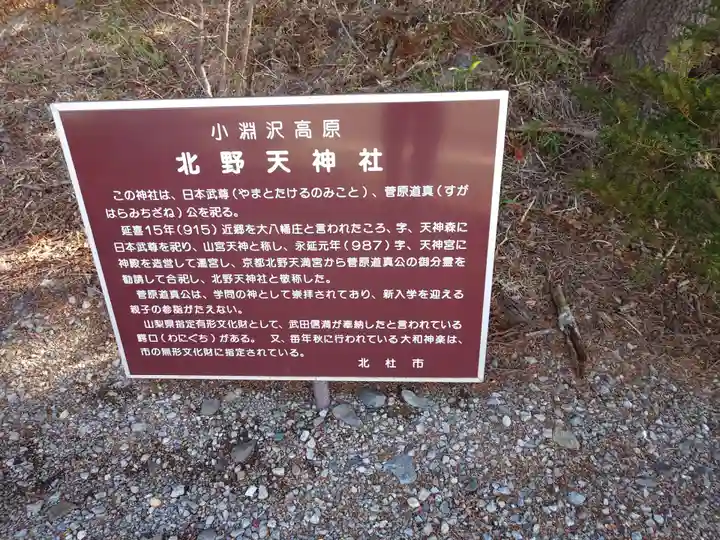 小淵沢高原
北野天神社
この神社は、日本武尊(やまとたけるのみこと)、菅原道真(すが
はらみちざね)公を祀る。
延喜15年(915)近郷を大八幡庄と言われたころ、字、天神森に
日本武尊を祀り、山宮天神と称し、永延元年(987)字、天神宮に
神殿を造営して遷宮し、京都北野天満宮から菅原道真公の御分霊を
勧請して合祀し、北野天神社と敬称した。
菅原道真公は、学問の神として崇拝されており、新入学を迎える
親子の参詣がたえない。
山梨県指定有形文化財として、武田信満が奉納したと言われている
鰐口(わにぐち)がある。 又、毎年秋に行われている大和神楽は、
市の無形文化財に指定されている。
北杜市